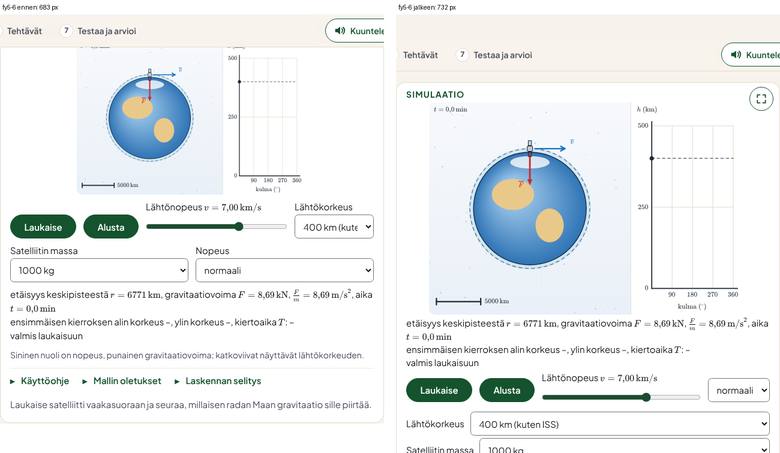 fy5-6 ennen: 683 px
Tehtävät
7 Testaa ja arvioi
Kuuntele
500
250
0
90 180 270 360
kulma (°)
v
F
5000 km
Laukaise
Alusta
Lähtönopeus v = 7,00 km/s
Lähtökorkeus
400 km (kute
Satelliitin massa
1000 kg
Nopeus
normaali
etäisyys keskipisteestä r = 6771 km, gravitaatiovoima F = 8,69 kN, F/m = 8,69 m/s², aika
t = 0,0 min
ensimmäisen kierroksen alin korkeus –, ylin korkeus –, kiertoaika T: –
valmis laukaisuun
Sininen nuoli on nopeus, punainen gravitaatiovoima; katkoviivat näyttävät lähtökorkeuden.
Käyttöohje
Mallin oletukset
Laskennan selitys
Laukaise satelliitti vaakasuoraan ja seuraa, millaisen radan Maan gravitaatio sille piirtää.
fy5-6 jalkeen: 732 px
Tehtävät
7 Testaa ja arvioi
Kuuntele
SIMULAATIO
t = 0,0 min
h (km)
500
250
0
90 180 270 360
kulma (°)
v
F
5000 km
etäisyys keskipisteestä r = 6771 km, gravitaatiovoima F = 8,69 kN, F/m = 8,69 m/s², aika
t = 0,0 min
ensimmäisen kierroksen alin korkeus –, ylin korkeus –, kiertoaika T: –
valmis laukaisuun
Laukaise
Alusta
Lähtönopeus v = 7,00 km/s
normaali
Lähtökorkeus
400 km (kuten ISS)
Satelliitin massa
1000 kg